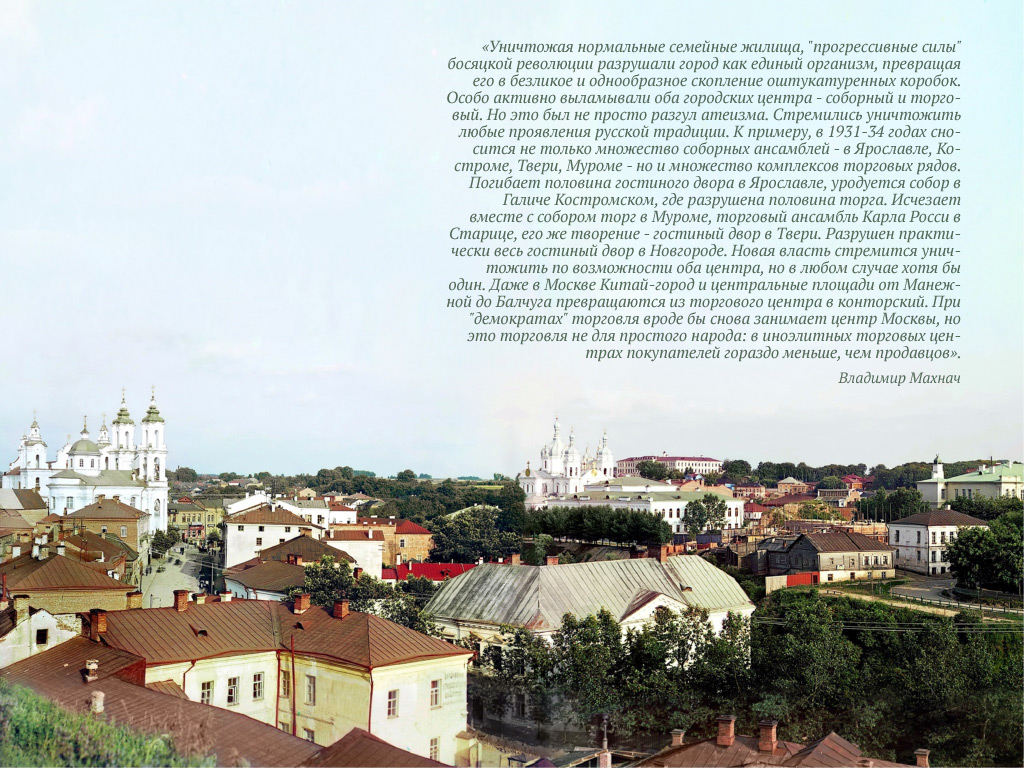 «Уничтожая нормальные семейные жилища, "прогрессивные силы"
босяцкой революции разрушали город как единый организм, превращая
его в безликое и однообразное скопление оштукатуренных коробок.
Особо активно выламывали оба городских центра - соборный и торго-
вый. Но это был не просто разгул атеизма. Стремились уничтожить
любые проявления русской традиции. К примеру, в 1931-34 годах сно-
сится не только множество соборных ансамблей - в Ярославле, Ко-
строме, Твери, Муроме - но и множество комплексов торговых рядов.
Погибает половина гостиного двора в Ярославле, уродуется собор в
Галиче Костромском, где разрушена половина торга. Исчезает
вместе с собором торг в Муроме, торговый ансамбль Карла Росси в
Старице, его же творение - гостиный двор в Твери. Разрушен практи-
чески весь гостиный двор в Новгороде. Новая власть стремится унич-
тожить по возможности оба центра, но в любом случае хотя бы
один. Даже в Москве Китай-город и центральные площади от Манеж-
ной до Балчуга превращаются из торгового центра в конторский. При
"демократах" торговля вроде бы снова занимает центр Москвы, но
это торговля не для простого народа: в иноэлитных торговых цен-
трах покупателей гораздо меньше, чем продавцов».
Владимир Махнач